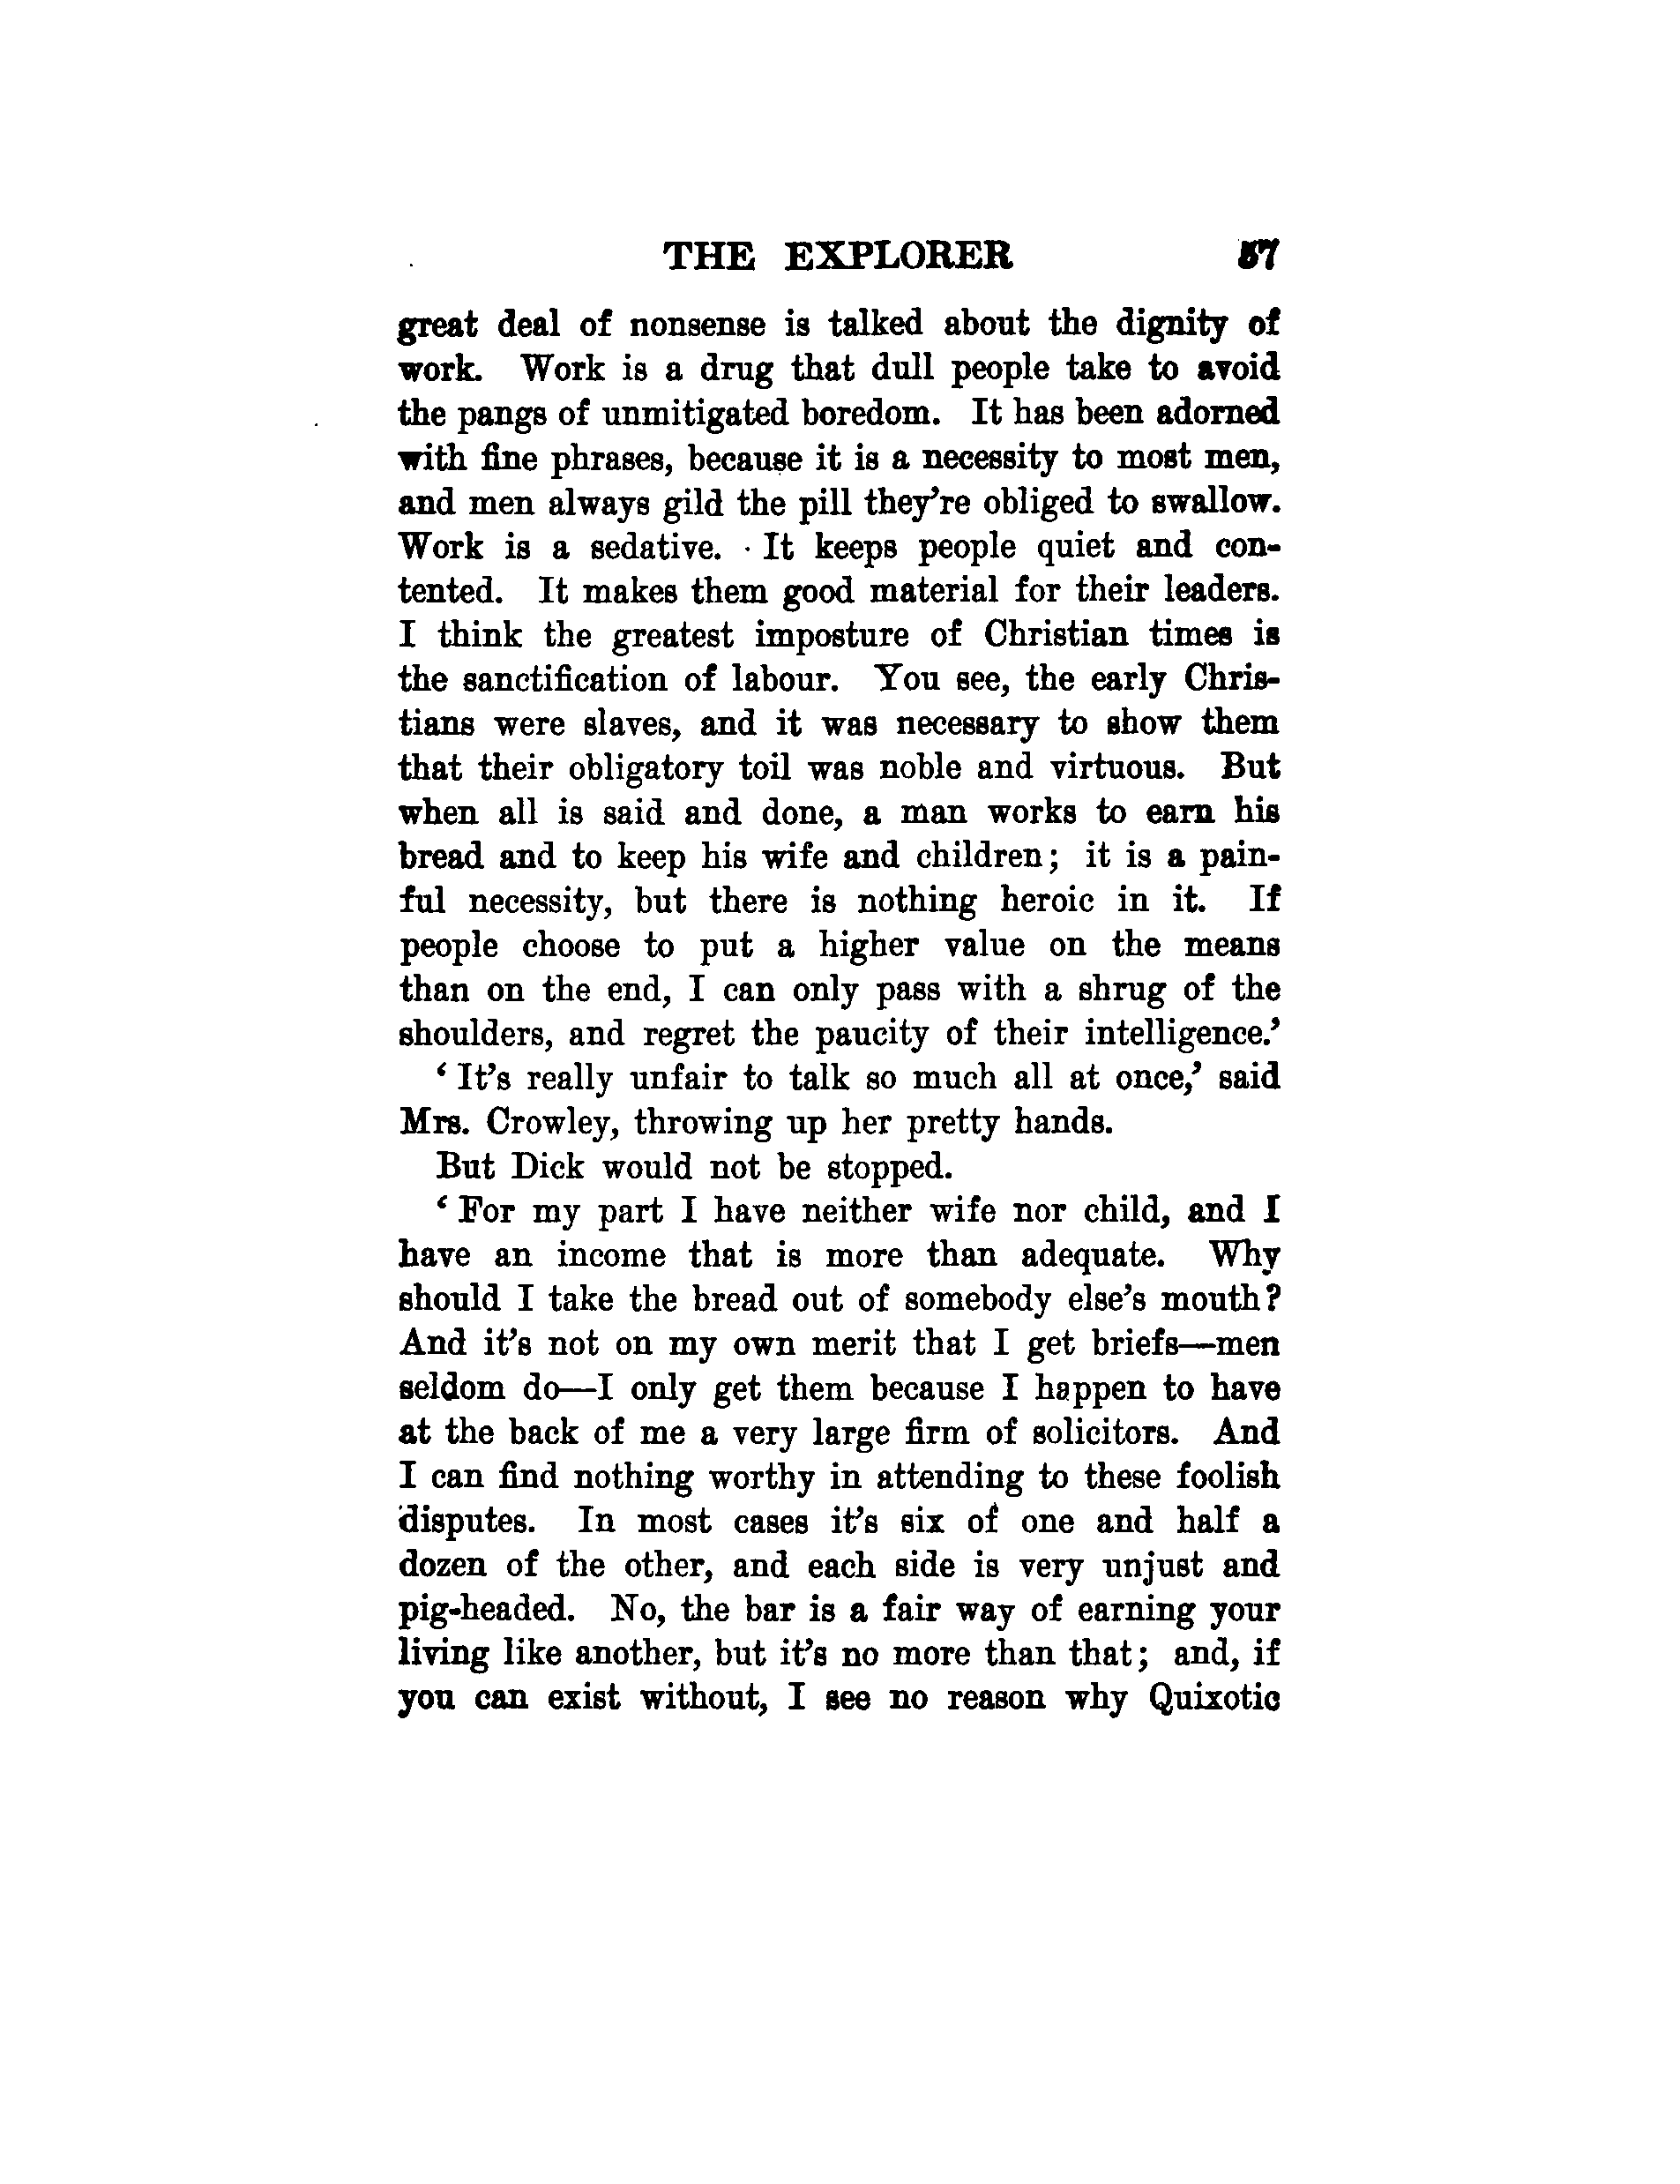 THE EXPLORER 57
great deal of nonsense is talked about the dignity of
work. Work is a drug that dull people take to avoid
the pangs of unmitigated boredom. It has been adorned
with fine phrases, because it is a necessity to most men,
and men always gild the pill they're obliged to swallow.
Work is a sedative. It keeps people quiet and con-
tented. It makes them good material for their leaders.
I think the greatest imposture of Christian times is
the sanctification of labour. You see, the early Chris-
tians were slaves, and it was necessary to show them
that their obligatory toil was noble and virtuous. But
when all is said and done, a man works to earn his
bread and to keep his wife and children; it is a pain-
ful necessity, but there is nothing heroic in it. If
people choose to put a higher value on the means
than on the end, I can only pass with a shrug of the
shoulders, and regret the paucity of their intelligence.'
'It's really unfair to talk so much all at once,' said
Mrs. Crowley, throwing up her pretty hands.
But Dick would not be stopped.
'For my part I have neither wife nor child, and I
have an income that is more than adequate. Why
should I take the bread out of somebody else's mouth?
And it's not on my own merit that I get briefs—men
seldom do—I only get them because I happen to have
at the back of me a very large firm of solicitors. And
I can find nothing worthy in attending to these foolish
disputes. In most cases it's six of one and half a
dozen of the other, and each side is very unjust and
pig-headed. No, the bar is a fair way of earning your
living like another, but it's no more than that; and, if
you can exist without, I see no reason why Quixotic